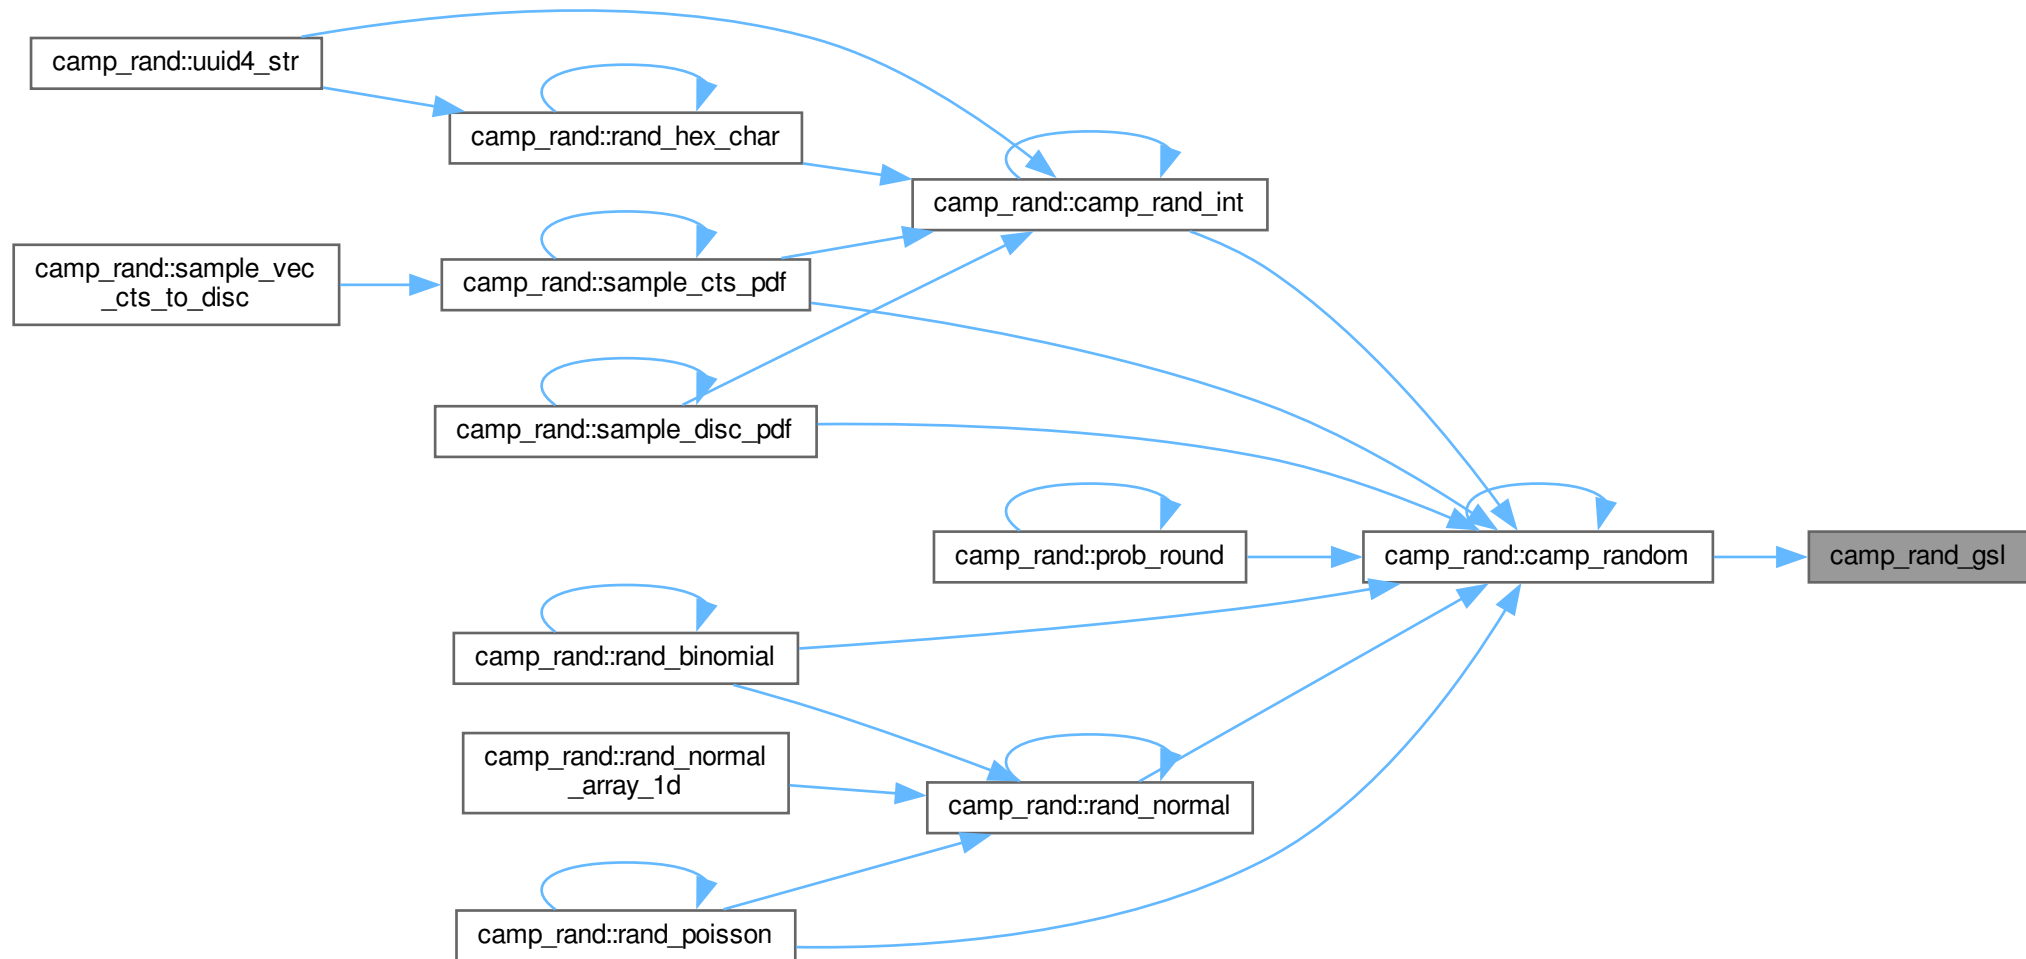 camp_rand::uuid4_str
camp_rand::rand_hex_char
camp_rand::camp_rand_int
camp_rand::sample_vec
_cts_to_disc
camp_rand::sample_cts_pdf
camp_rand::sample_disc_pdf
camp_rand::prob_round
camp_rand::camp_random
camp_rand_gsl
camp_rand::rand_binomial
camp_rand::rand_normal
_array_1d
camp_rand::rand_normal
camp_rand::rand_poisson